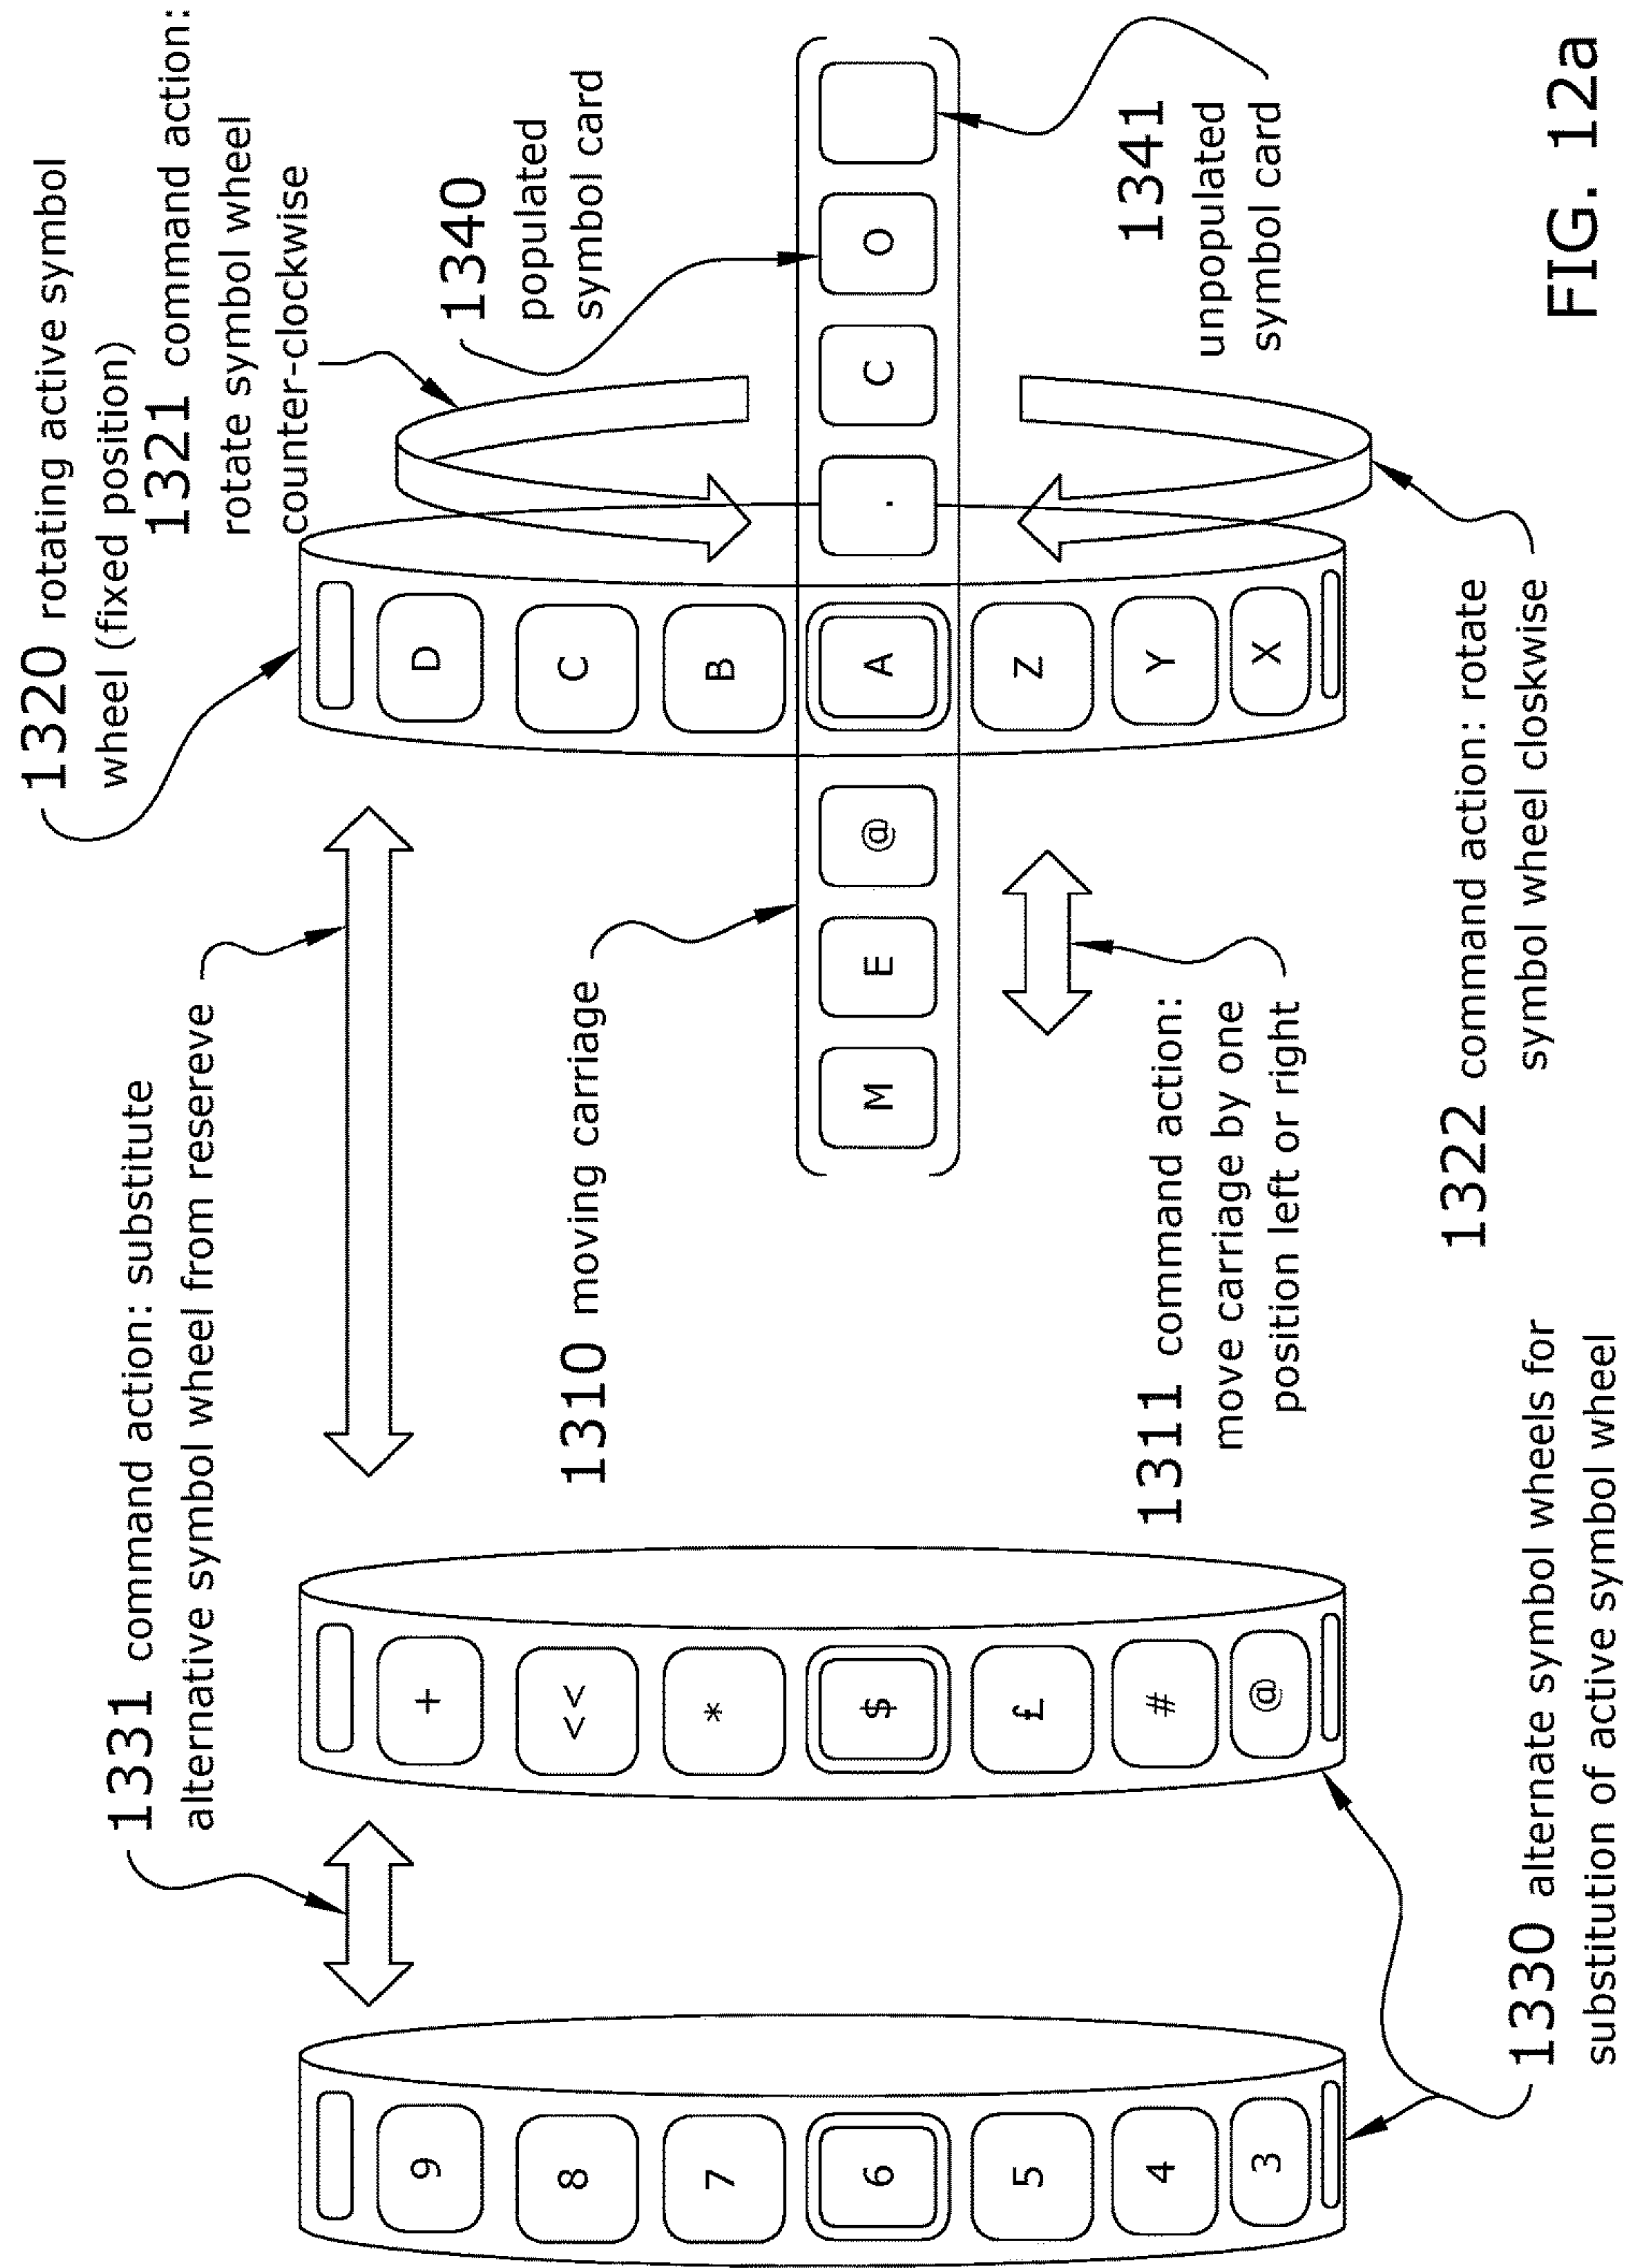 1320 rotating active symbol
wheel (fixed position)
1331 command action: substitute
alternative symbol wheel from resereve
1321 command action:
rotate symbol wheel
counter-clockwise
1340
populated
symbol card
1310 moving carriage
9
8
7
6
5
4
3
+
<<
*
$
£
#
@
D
C
B
M E @ A . C O
Z
Y
X
1311 command action:
move carriage by one
position left or right
1341
unpopulated
symbol card
1322 command action: rotate
symbol wheel closkwise
1330 alternate symbol wheels for
substitution of active symbol wheel
FIG. 12a